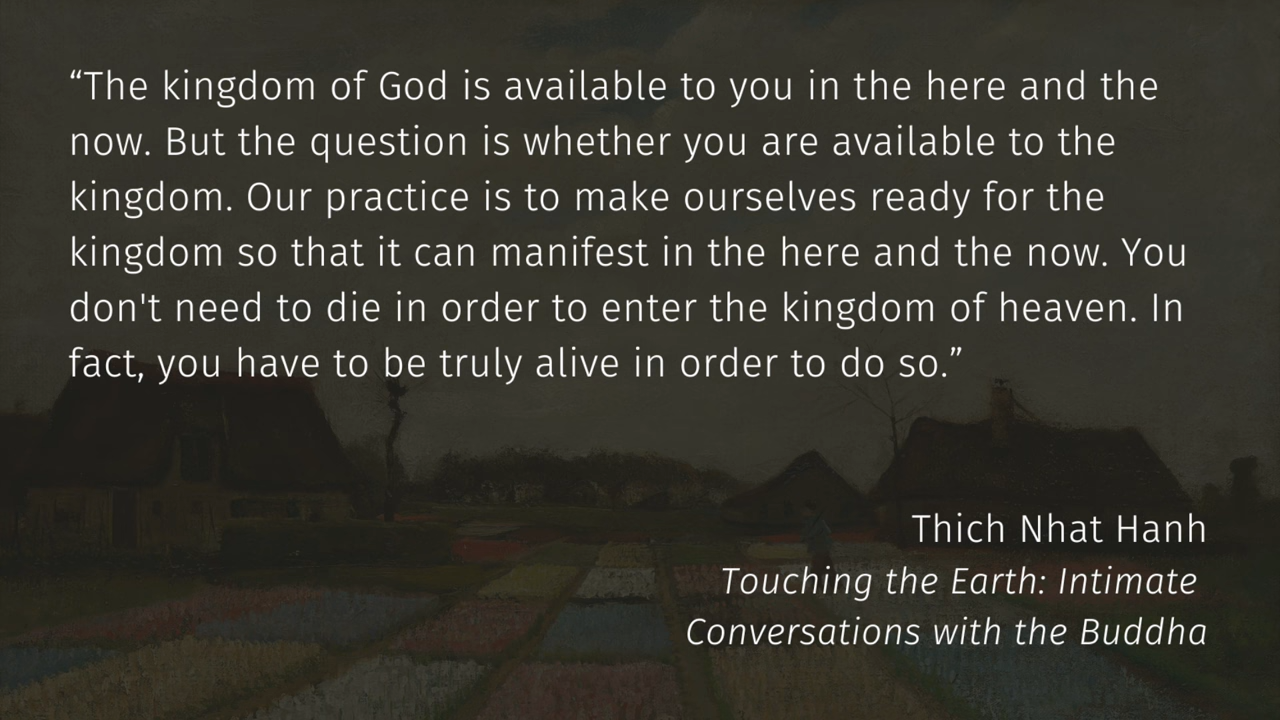 “The kingdom of God is available to you in the here and the
now. But the question is whether you are available to the
kingdom. Our practice is to make ourselves ready for the
kingdom so that it can manifest in the here and the now. You
don't need to die in order to enter the kingdom of heaven. In
fact, you have to be truly alive in order to do so.”
Thich Nhat Hanh
Touching the Earth: Intimate
Conversations with the Buddha